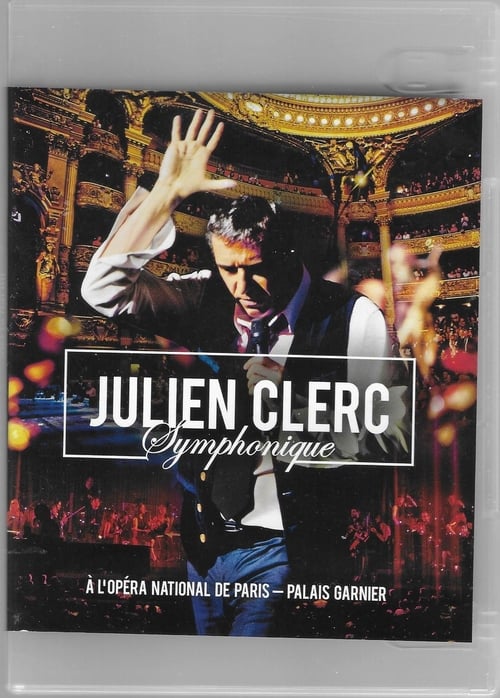 JULIEN CLERC
Symphonique
À L'OPÉRA NATIONAL DE PARIS – PALAIS GARNIER